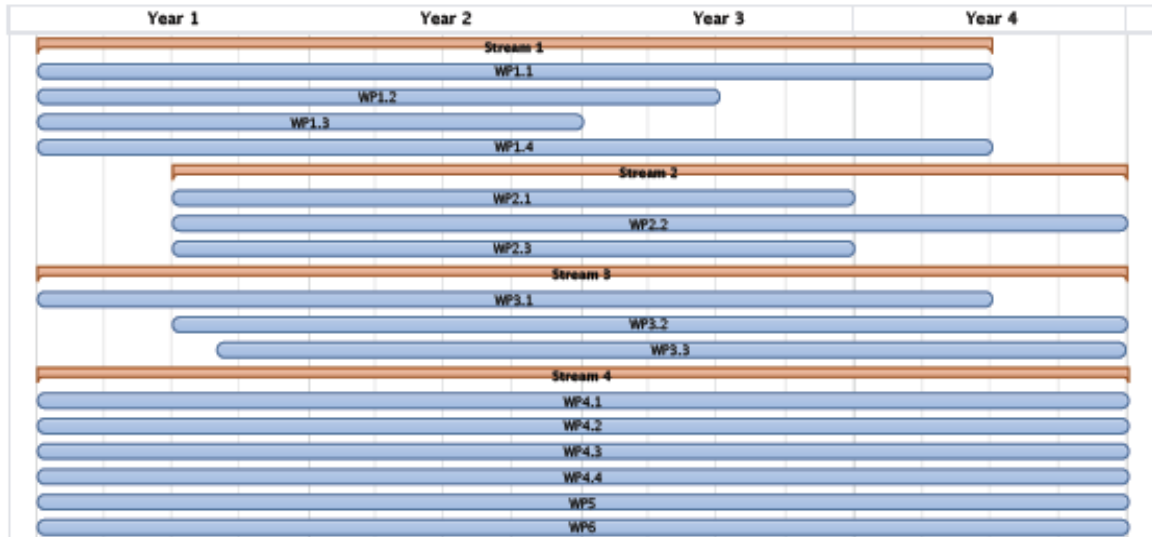 Year 1 Year 2 Year 3 Year 4
Stream 1
WP1.1
WP1.2
WP1.3
WP1.4
Stream 2
WP2.1
WP2.2
WP2.3
Stream 3
WP3.1
WP3.2
WP3.3
Stream 4
WP4.1
WP4.2
WP4.3
WP4.4
WP5
WP6